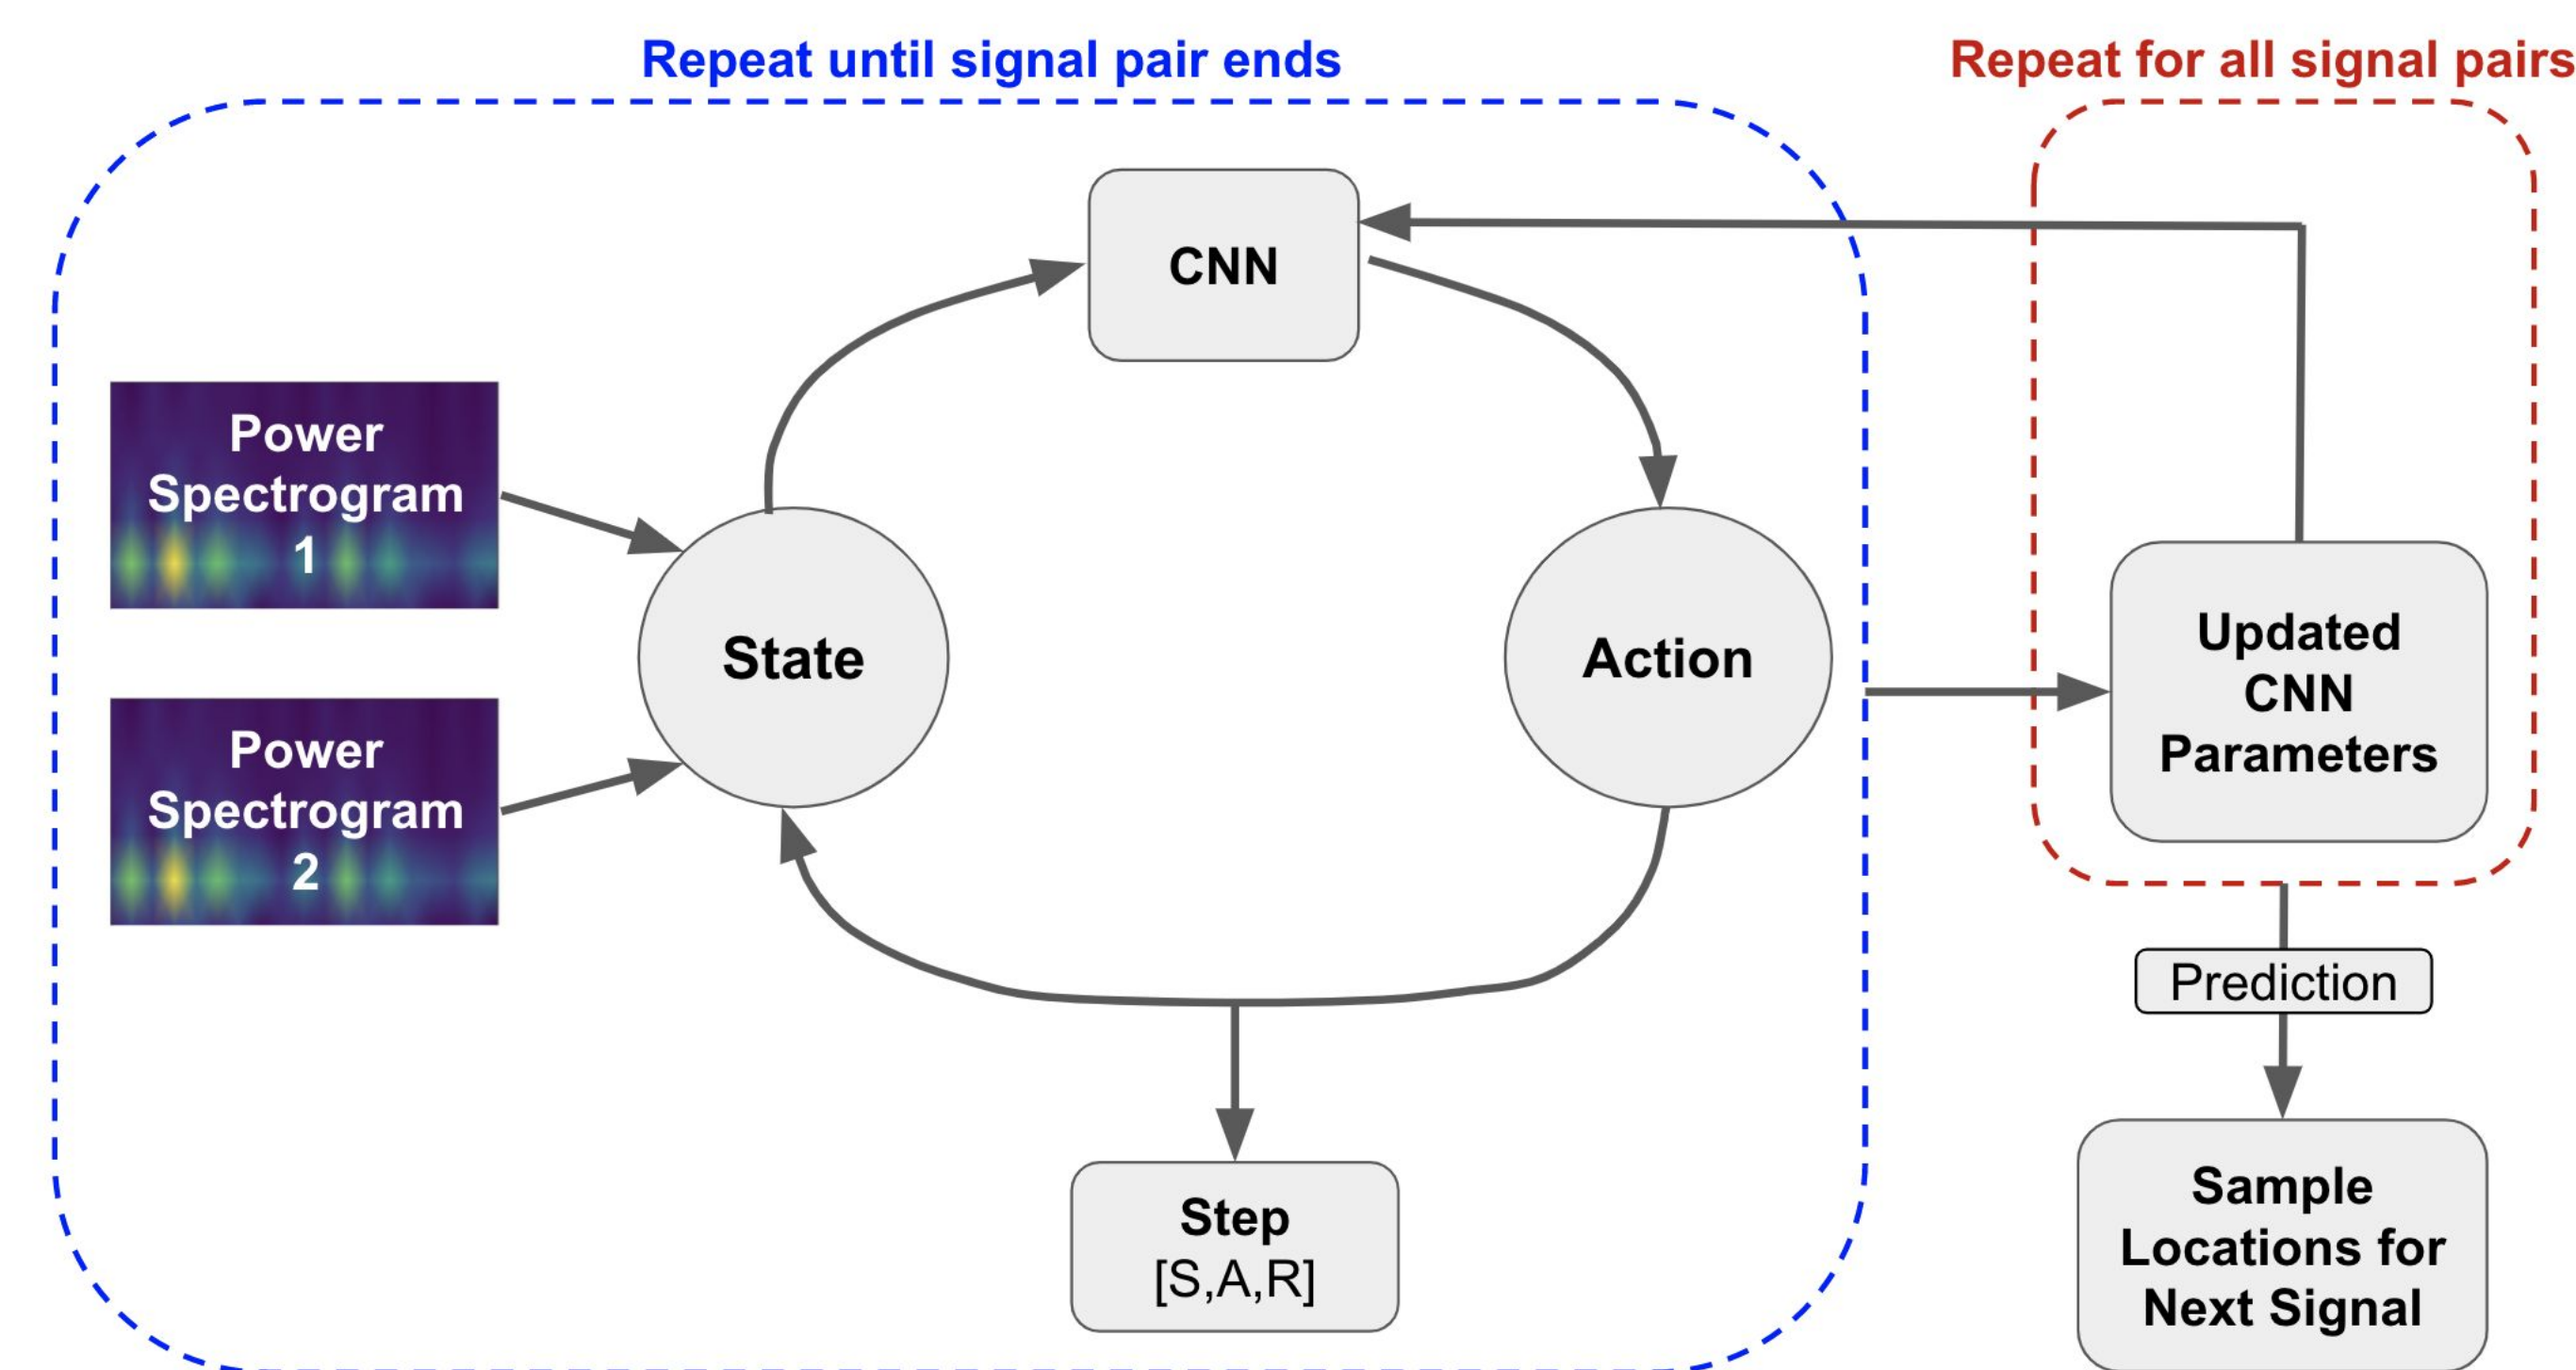 Repeat until signal pair ends
Repeat for all signal pairs
CNN
Power
Spectrogram
1
State
Action
Updated
CNN
Parameters
Power
Spectrogram
2
Prediction
Step
[S,A,R]
Sample
Locations for
Next Signal